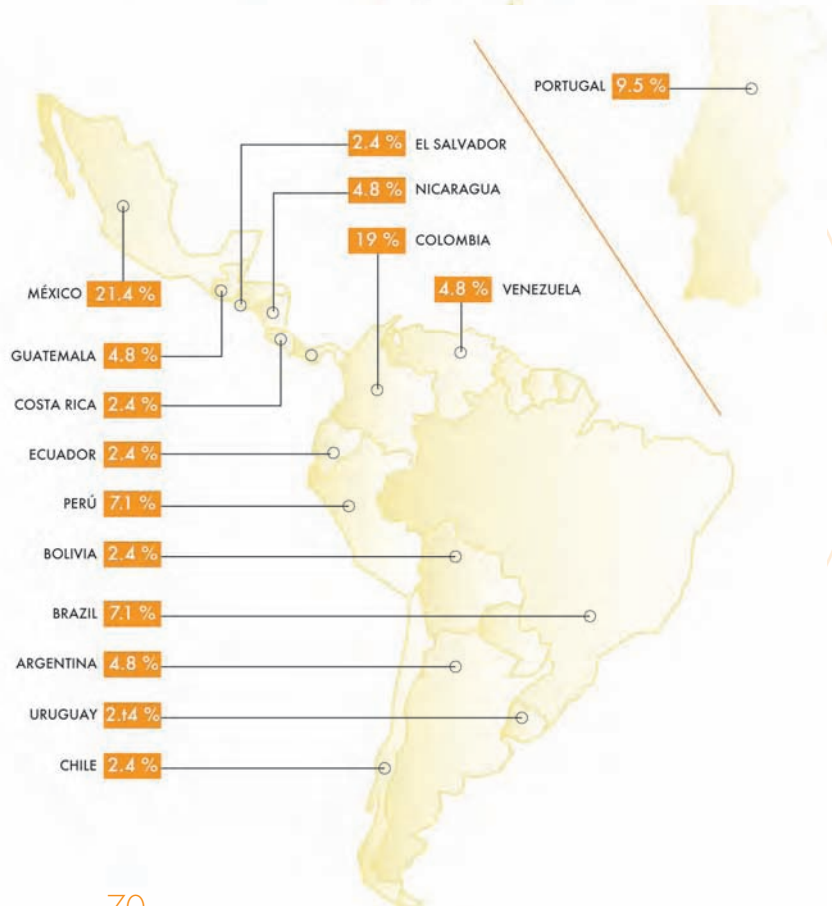 PORTUGAL 9.5 %
2.4 % EL SALVADOR
4.8 % NICARAGUA
19 % COLOMBIA
4.8 % VENEZUELA
MÉXICO 21.4 %
GUATEMALA 4.8 %
COSTA RICA 2.4 %
ECUADOR 2.4 %
PERÚ 7.1 %
BOLIVIA 2.4 %
BRAZIL 7.1 %
ARGENTINA 4.8 %
URUGUAY 2.t4 %
CHILE 2.4 %
70